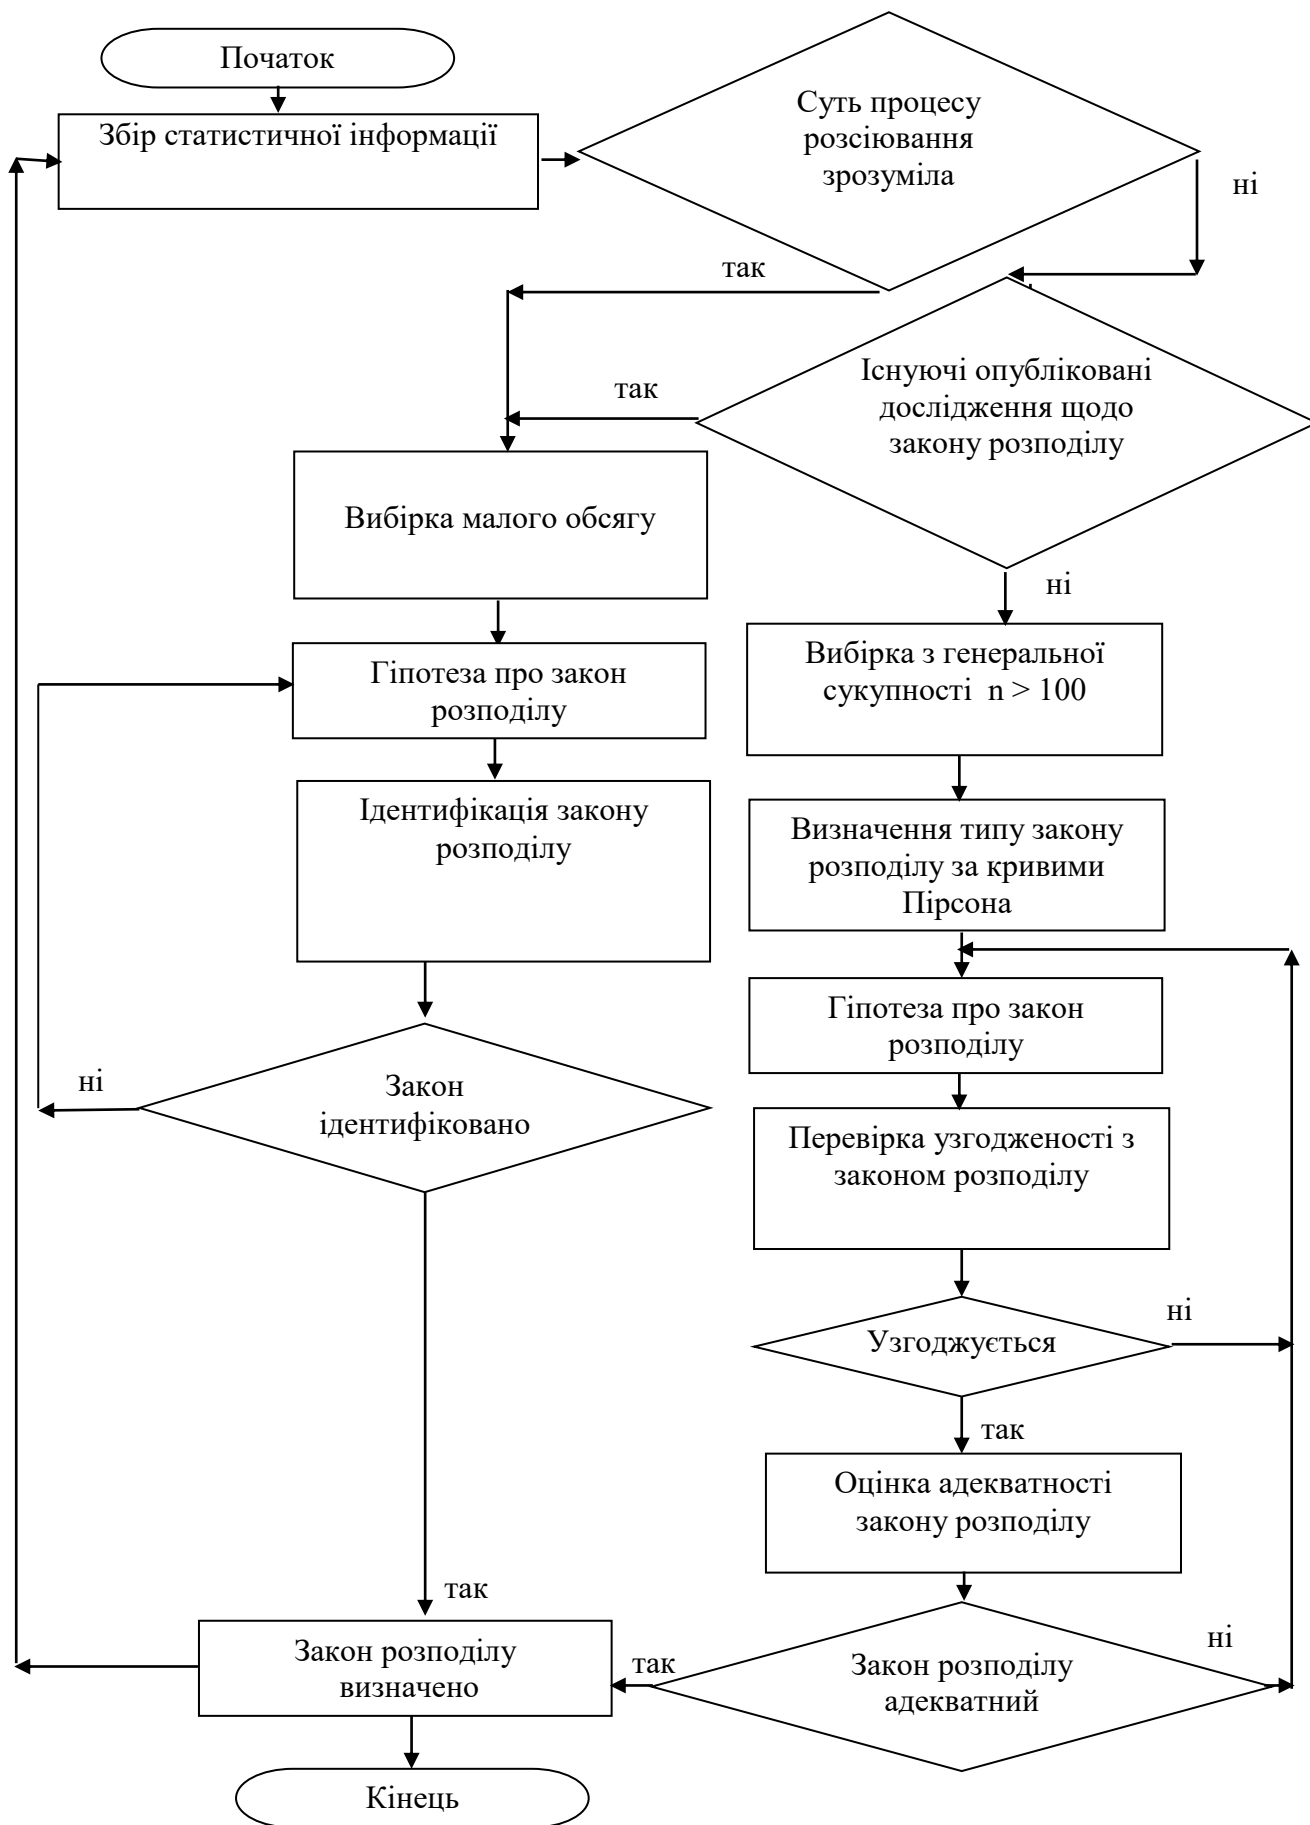 Початок
Збір статистичної інформації
Суть процесу
розсіювання
зрозуміла
ні
так
Існуючі опубліковані
дослідження щодо
закону розподілу
так
ні
Вибірка малого обсягу
Вибірка з генеральної
сукупності n > 100
Гіпотеза про закон
розподілу
Ідентифікація закону
розподілу
Визначення типу закону
розподілу за кривими
Пірсона
Гіпотеза про закон
розподілу
Закон
ідентифіковано
ні
Перевірка узгодженості з
законом розподілу
Узгоджується
ні
так
Оцінка адекватності
закону розподілу
так
Закон розподілу
визначено
так
Закон розподілу
адекватний
ні
Кінець